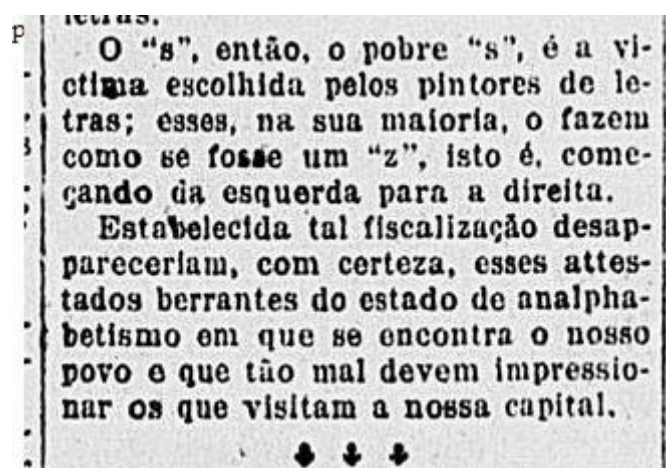 letras.
O "s", então, o pobre "s", é a vi-
ctima escolhida pelos pintores de le-
tras; esses, na sua maioria, o fazem
como se fosse um "z", isto é, come-
çando da esquerda para a direita.
Estabelecida tal fiscalização desap-
pareceriam, com certeza, esses attes-
tados berrantes do estado de analpha-
betismo em que se encontra o nosso
povo e que tão mal devem impressio-
nar os que visitam a nossa capital.